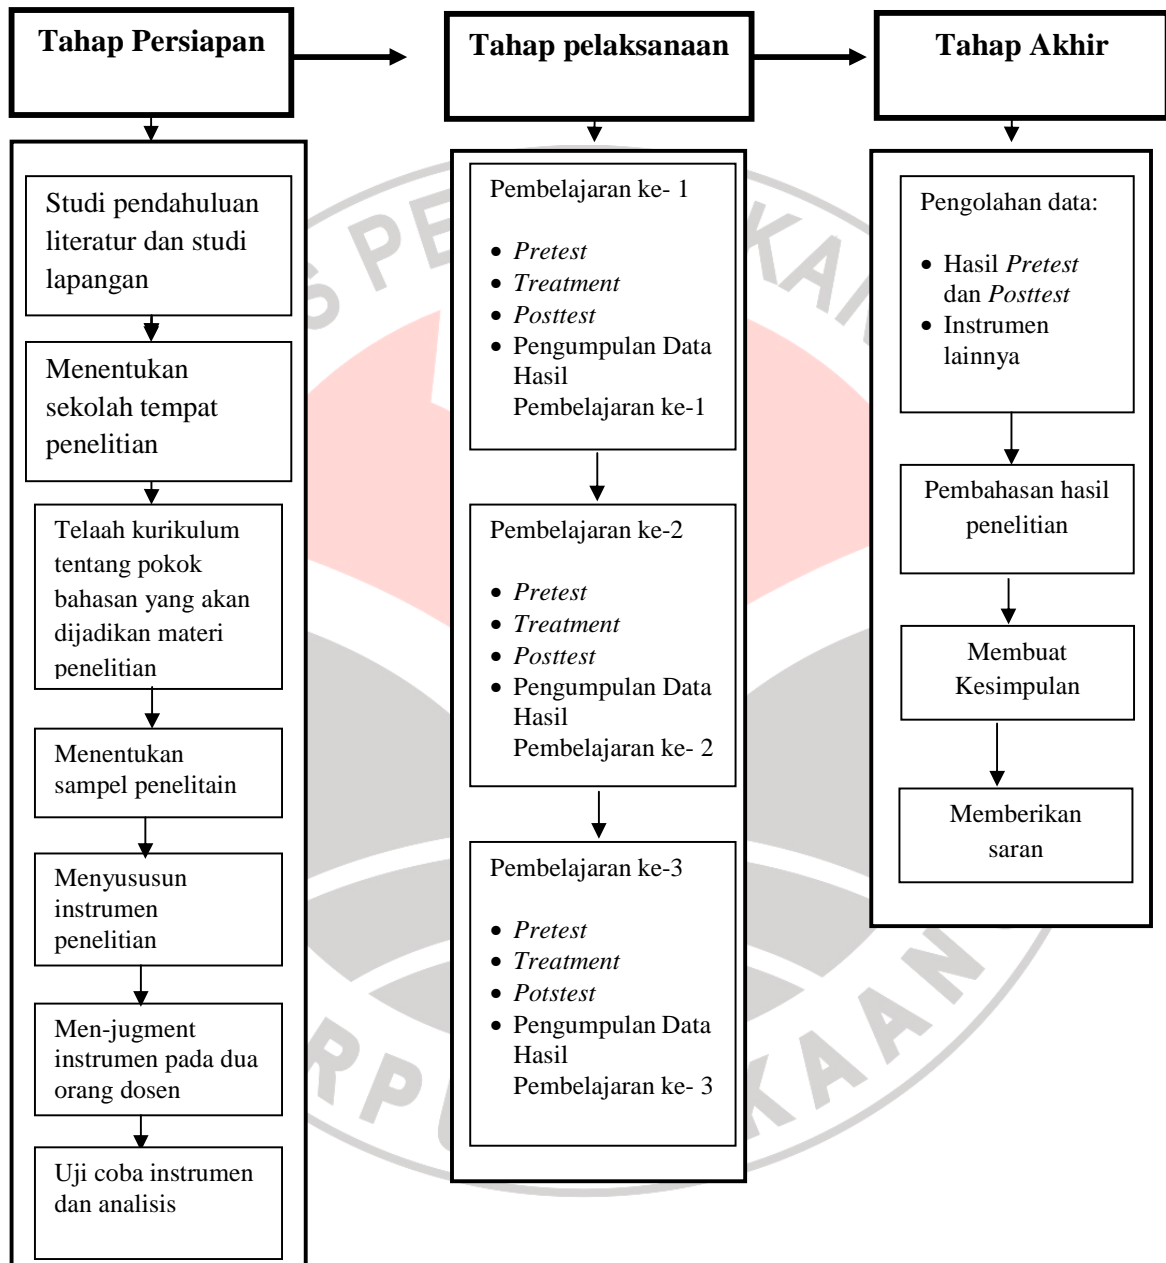 Tahap Persiapan
Tahap pelaksanaan
Tahap Akhir
Studi pendahuluan
literatur dan studi
lapangan
Menentukan
sekolah tempat
penelitian
Telaah kurikulum
tentang pokok
bahasan yang akan
dijadikan materi
penelitian
Menentukan
sampel penelitain
Menyususun
instrumen
penelitian
Men-jugment
instrumen pada dua
orang dosen
Uji coba instrumen
dan analisis
Pembelajaran ke- 1
• Pretest
• Treatment
• Posttest
• Pengumpulan Data
Hasil
Pembelajaran ke-1
Pembelajaran ke-2
• Pretest
• Treatment
• Posttest
• Pengumpulan Data
Hasil
Pembelajaran ke- 2
Pembelajaran ke-3
• Pretest
• Treatment
• Potstest
• Pengumpulan Data
Hasil
Pembelajaran ke- 3
Pengolahan data:
• Hasil Pretest
dan Posttest
• Instrumen
lainnya
Pembahasan hasil
penelitian
Membuat
Kesimpulan
Memberikan
saran